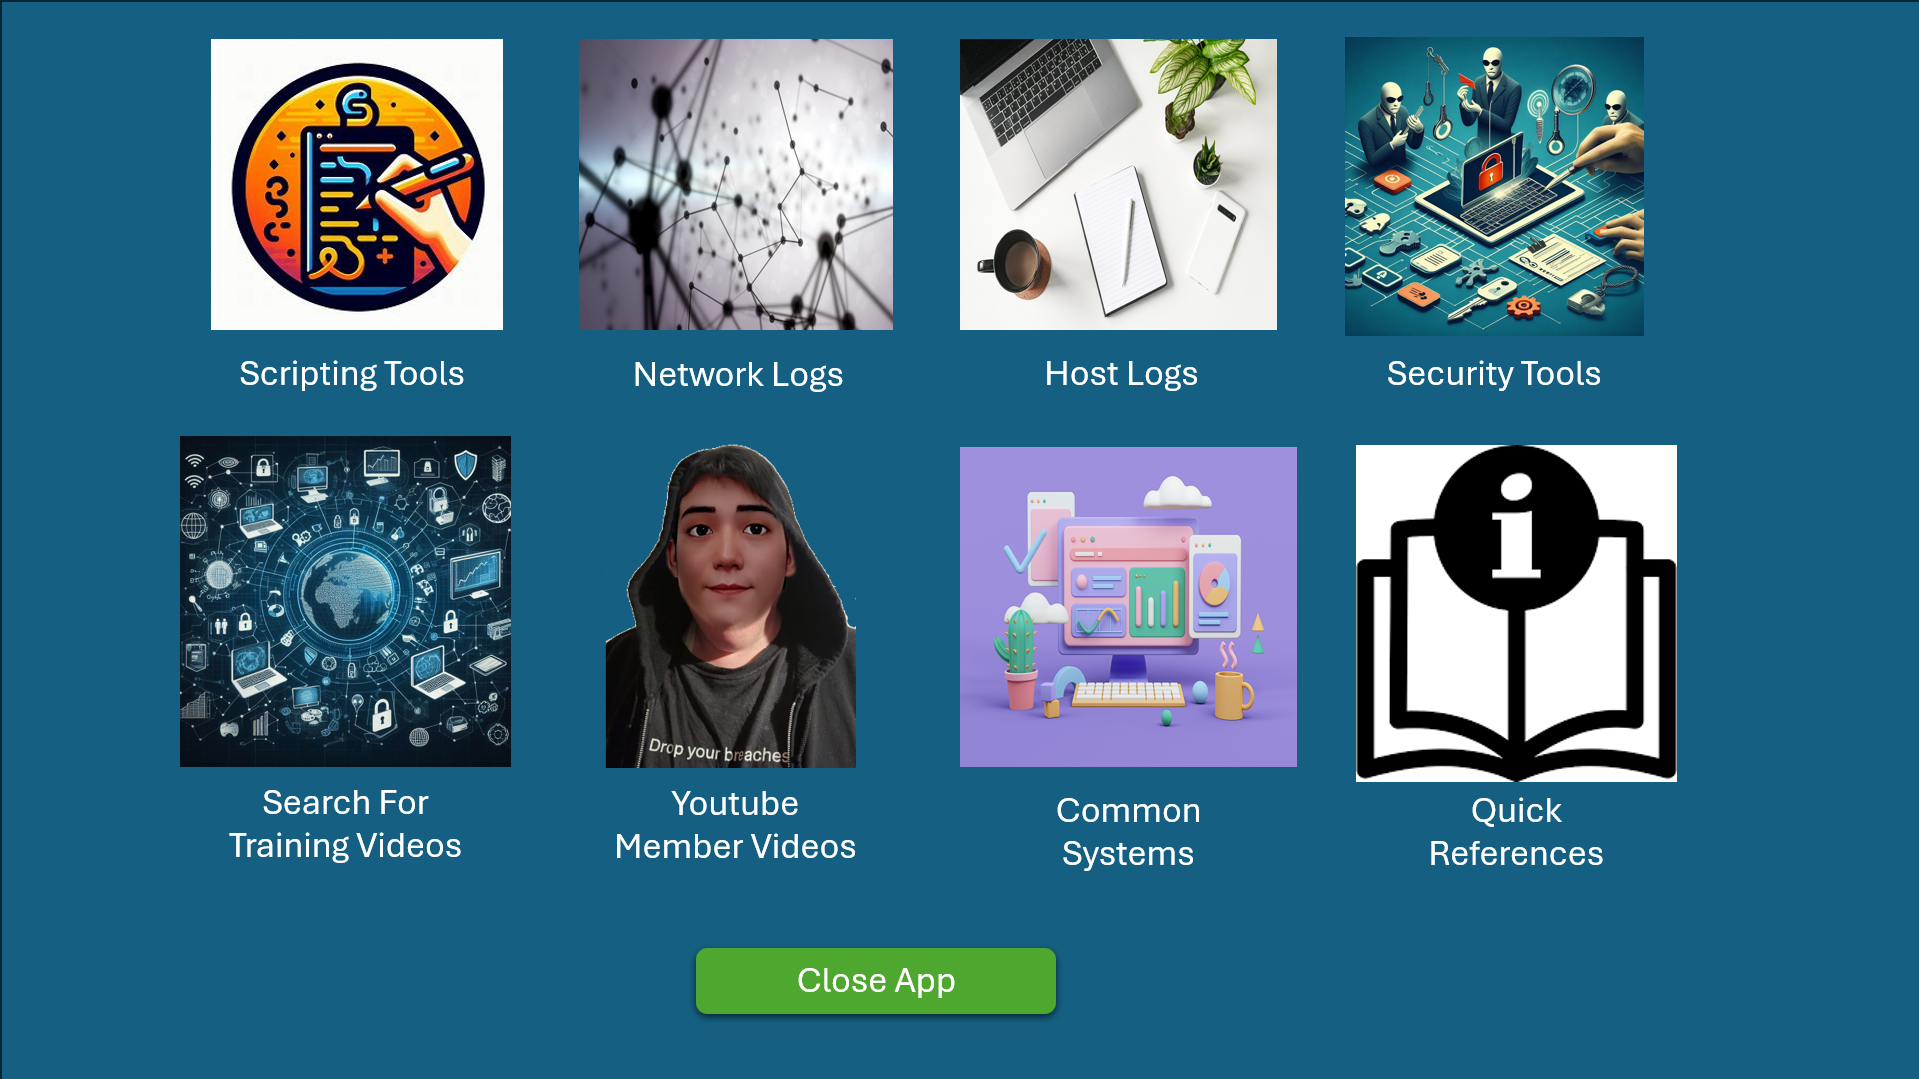 Scripting Tools
Network Logs
Host Logs
Security Tools
Search For
Training Videos
Drop your breaches
Youtube
Member Videos
Common
Systems
Quick
References
Close App